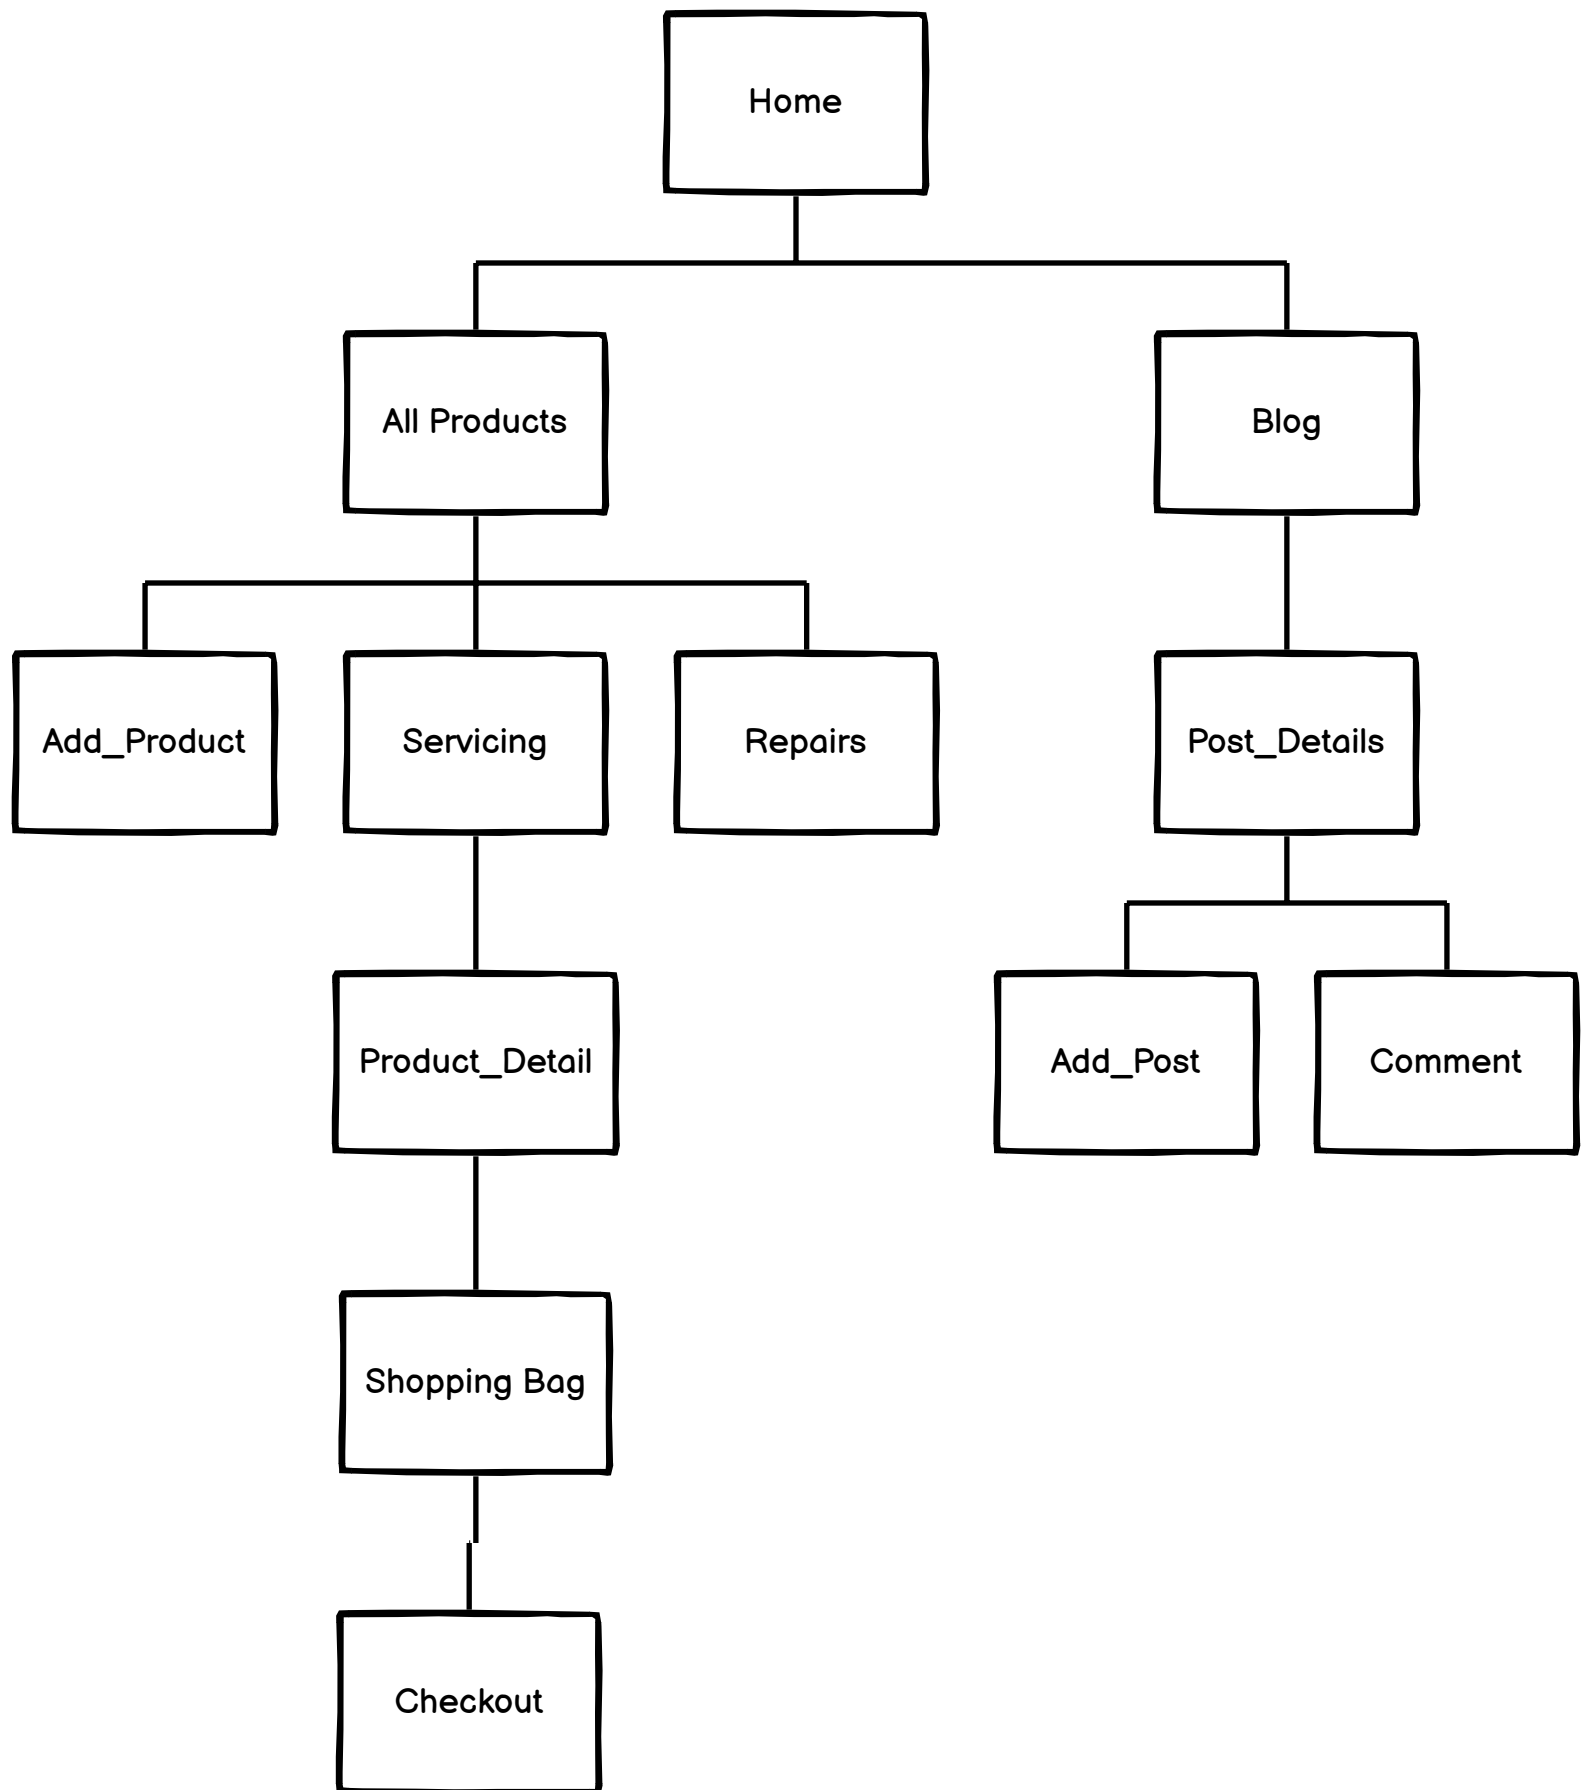 Home
All Products
Blog
Add_Product
Servicing
Repairs
Post_Details
Product_Detail
Add_Post
Comment
Shopping Bag
Checkout